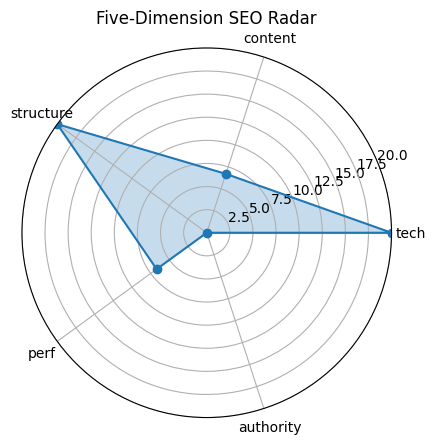 Five-Dimension SEO Radar
content
structure
20.0
17.5
15.0
12.5
10.0
7.5
5.0
2.5
tech
perf
authority